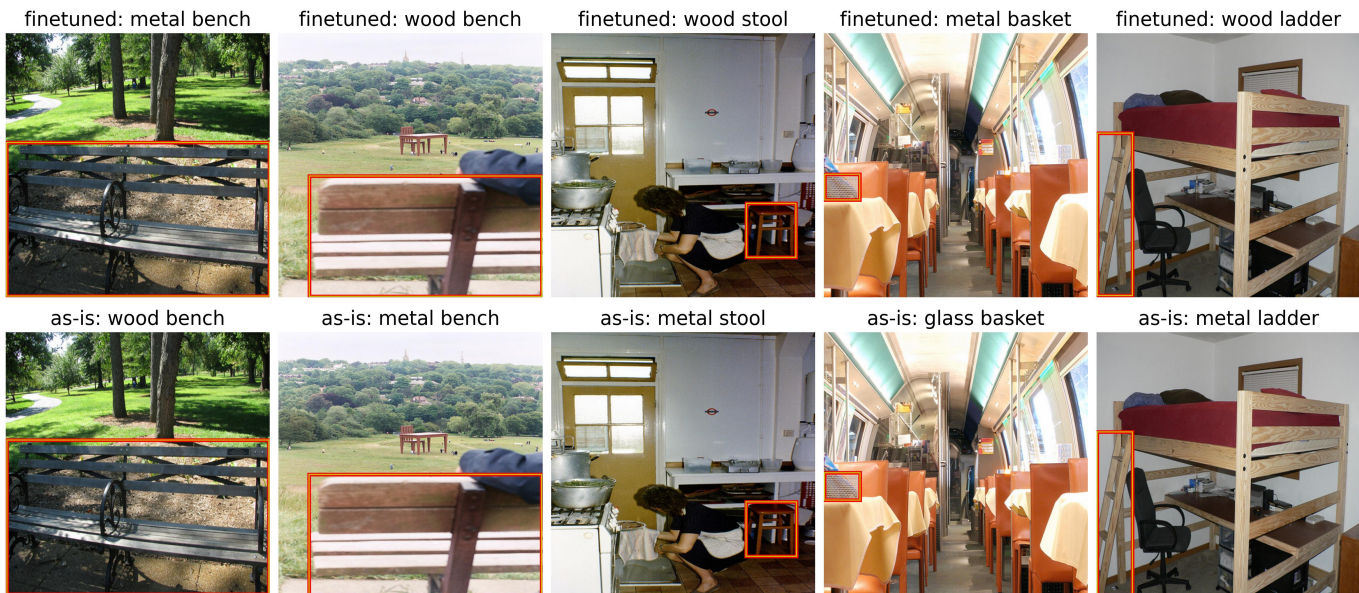 finetuned: metal bench
finetuned: wood bench
finetuned: wood stool
finetuned: metal basket
finetuned: wood ladder
as-is: wood bench
as-is: metal bench
as-is: metal stool
as-is: glass basket
as-is: metal ladder